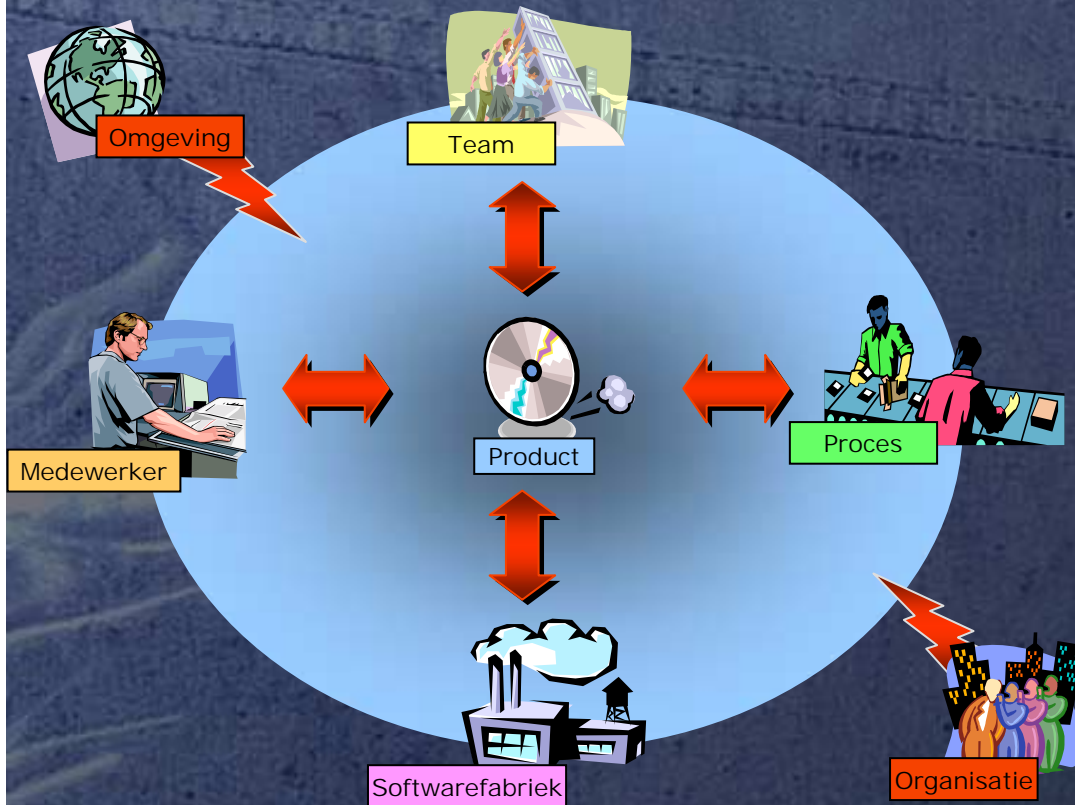 Omgeving
Team
Medewerker
Product
Proces
Softwarefabriek
Organisatie